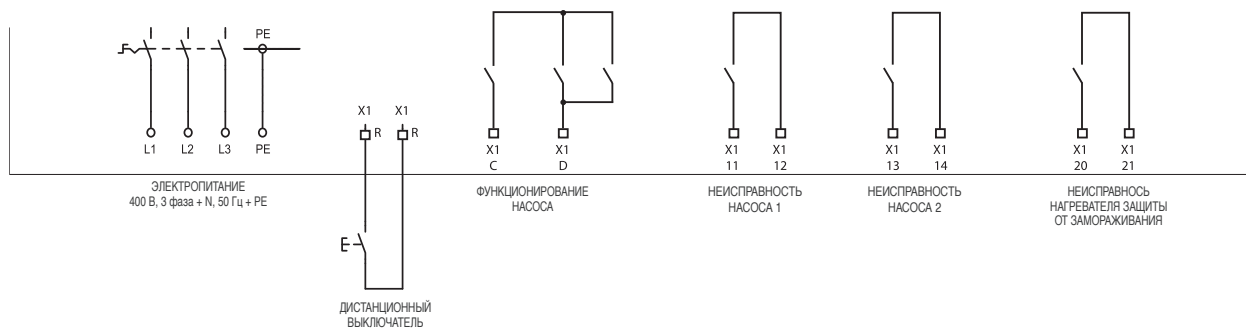 PE
X1 X1
R R
L1 L2 L3 PE
X1 X1 X1 X1 X1 X1 X1 X1
C D 11 12 13 14 20 21
ЭЛЕКТРОПИТАНИЕ
400 В, 3 фаза + N, 50 Гц + PE
ФУНКЦИОНИРОВАНИЕ
НАСОСА
НЕИСПРАВНОСТЬ
НАСОСА 1
НЕИСПРАВНОСТЬ
НАСОСА 2
НЕИСПРАВНОСЬ
НАГРЕВАТЕЛЯ ЗАЩИТЫ
ОТ ЗАМОРАЖИВАНИЯ
ДИСТАНЦИОННЫЙ
ВЫКЛЮЧАТЕЛЬ